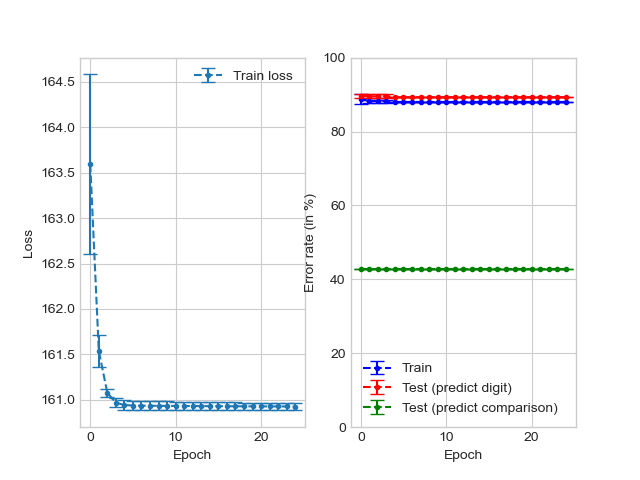 164.5
164.0
163.5
163.0
162.5
162.0
161.5
161.0
0
10
20
Loss
Epoch
Train loss
100
80
60
40
20
0
0
10
20
Error rate (in %)
Epoch
Train
Test (predict digit)
Test (predict comparison)